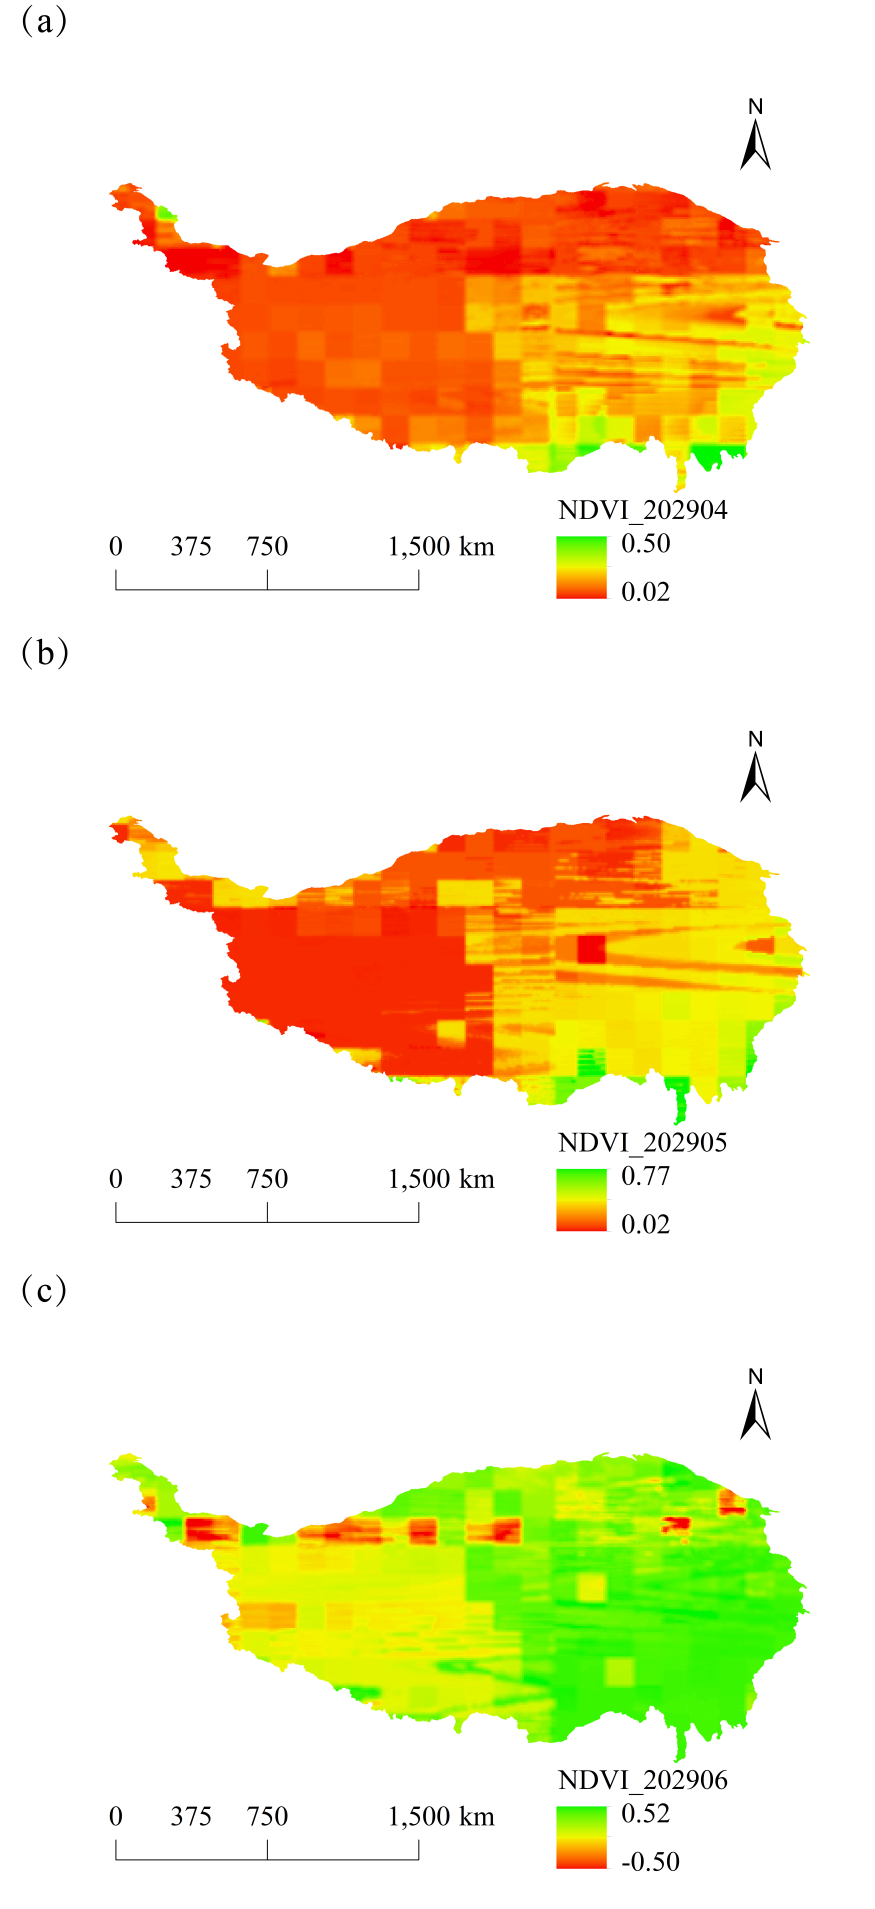 (a)
N
NDVI_202904
0 375 750 1,500 km
0.50
0.02
(b)
N
NDVI_202905
0 375 750 1,500 km
0.77
0.02
(c)
N
NDVI_202906
0 375 750 1,500 km
0.52
-0.50